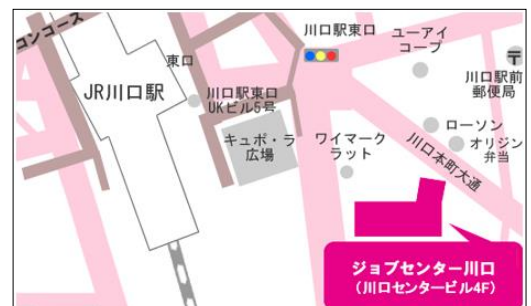 コンコース
東口
JR川口駅
川口駅東口
UKビル5号
キュポ・ラ
広場
川口駅東口
ユーアイ
コープ
〒
川口駅前
郵便局
ワイマーク
ラット
ローソン
オリジン
弁当
川口本町大通
ジョブセンター川口
（川口センタービル4F）